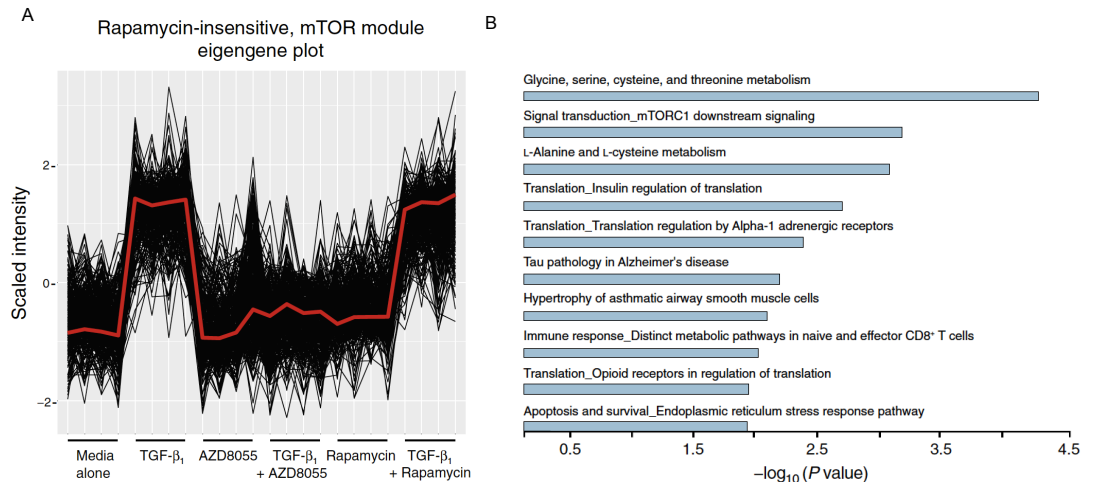 A
Rapamycin-insensitive, mTOR module
eigengene plot
Scaled intensity
2-
0-
−2-
Media
alone
TGF-β₁
AZD8055
TGF-β₁
+ AZD8055
Rapamycin
TGF-β₁
+ Rapamycin
B
Glycine, serine, cysteine, and threonine metabolism
Signal transduction_mTORC1 downstream signaling
L-Alanine and L-cysteine metabolism
Translation_Insulin regulation of translation
Translation_Translation regulation by Alpha-1 adrenergic receptors
Tau pathology in Alzheimer's disease
Hypertrophy of asthmatic airway smooth muscle cells
Immune response_Distinct metabolic pathways in naive and effector CD8⁺ T cells
Translation_Opioid receptors in regulation of translation
Apoptosis and survival_Endoplasmic reticulum stress response pathway
0.5 1.5 2.5 3.5 4.5
−log₁₀ (P value)